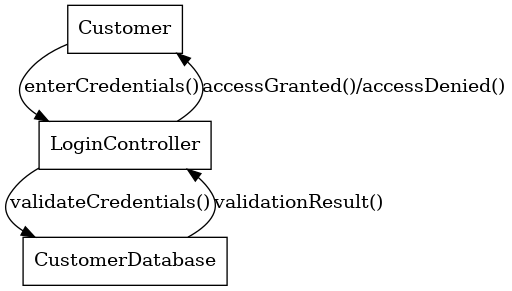 Customer
enterCredentials() accessGranted()/accessDenied()
LoginController
validateCredentials() validationResult()
CustomerDatabase